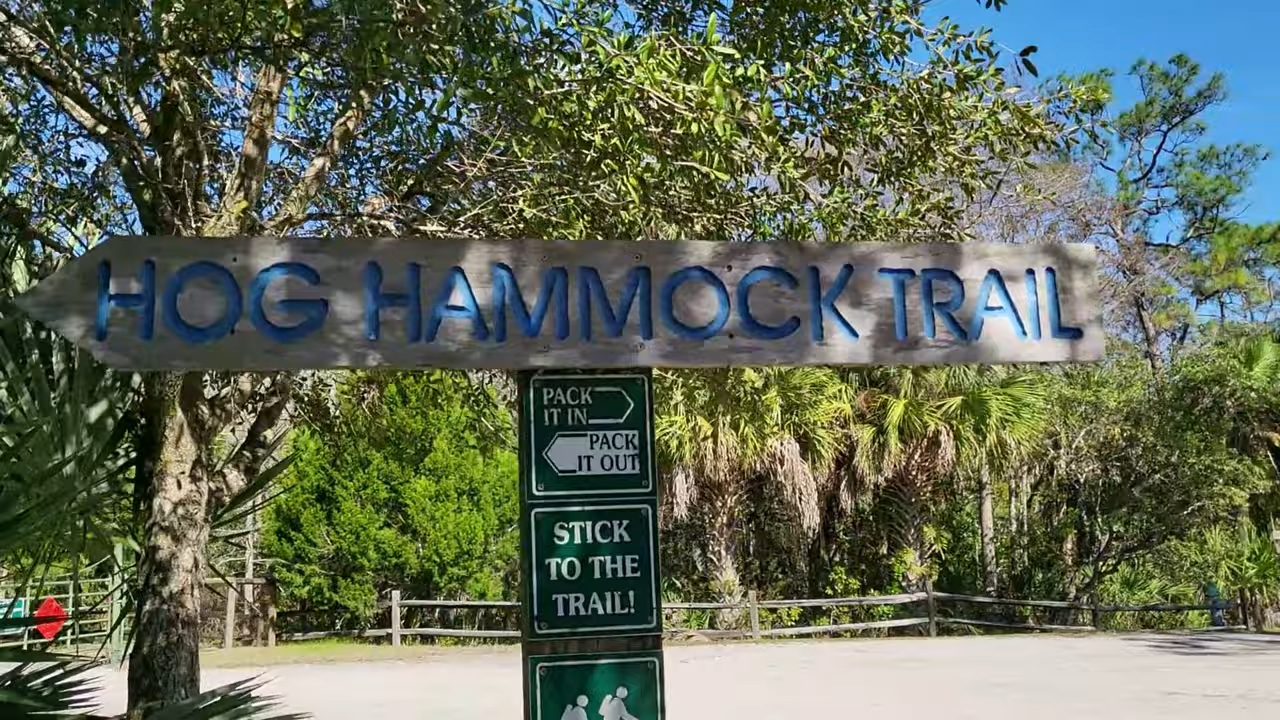 HOG HAMMOCK TRAIL
PACK
IT IN
PACK
IT OUT
STICK
TO THE
TRAIL!